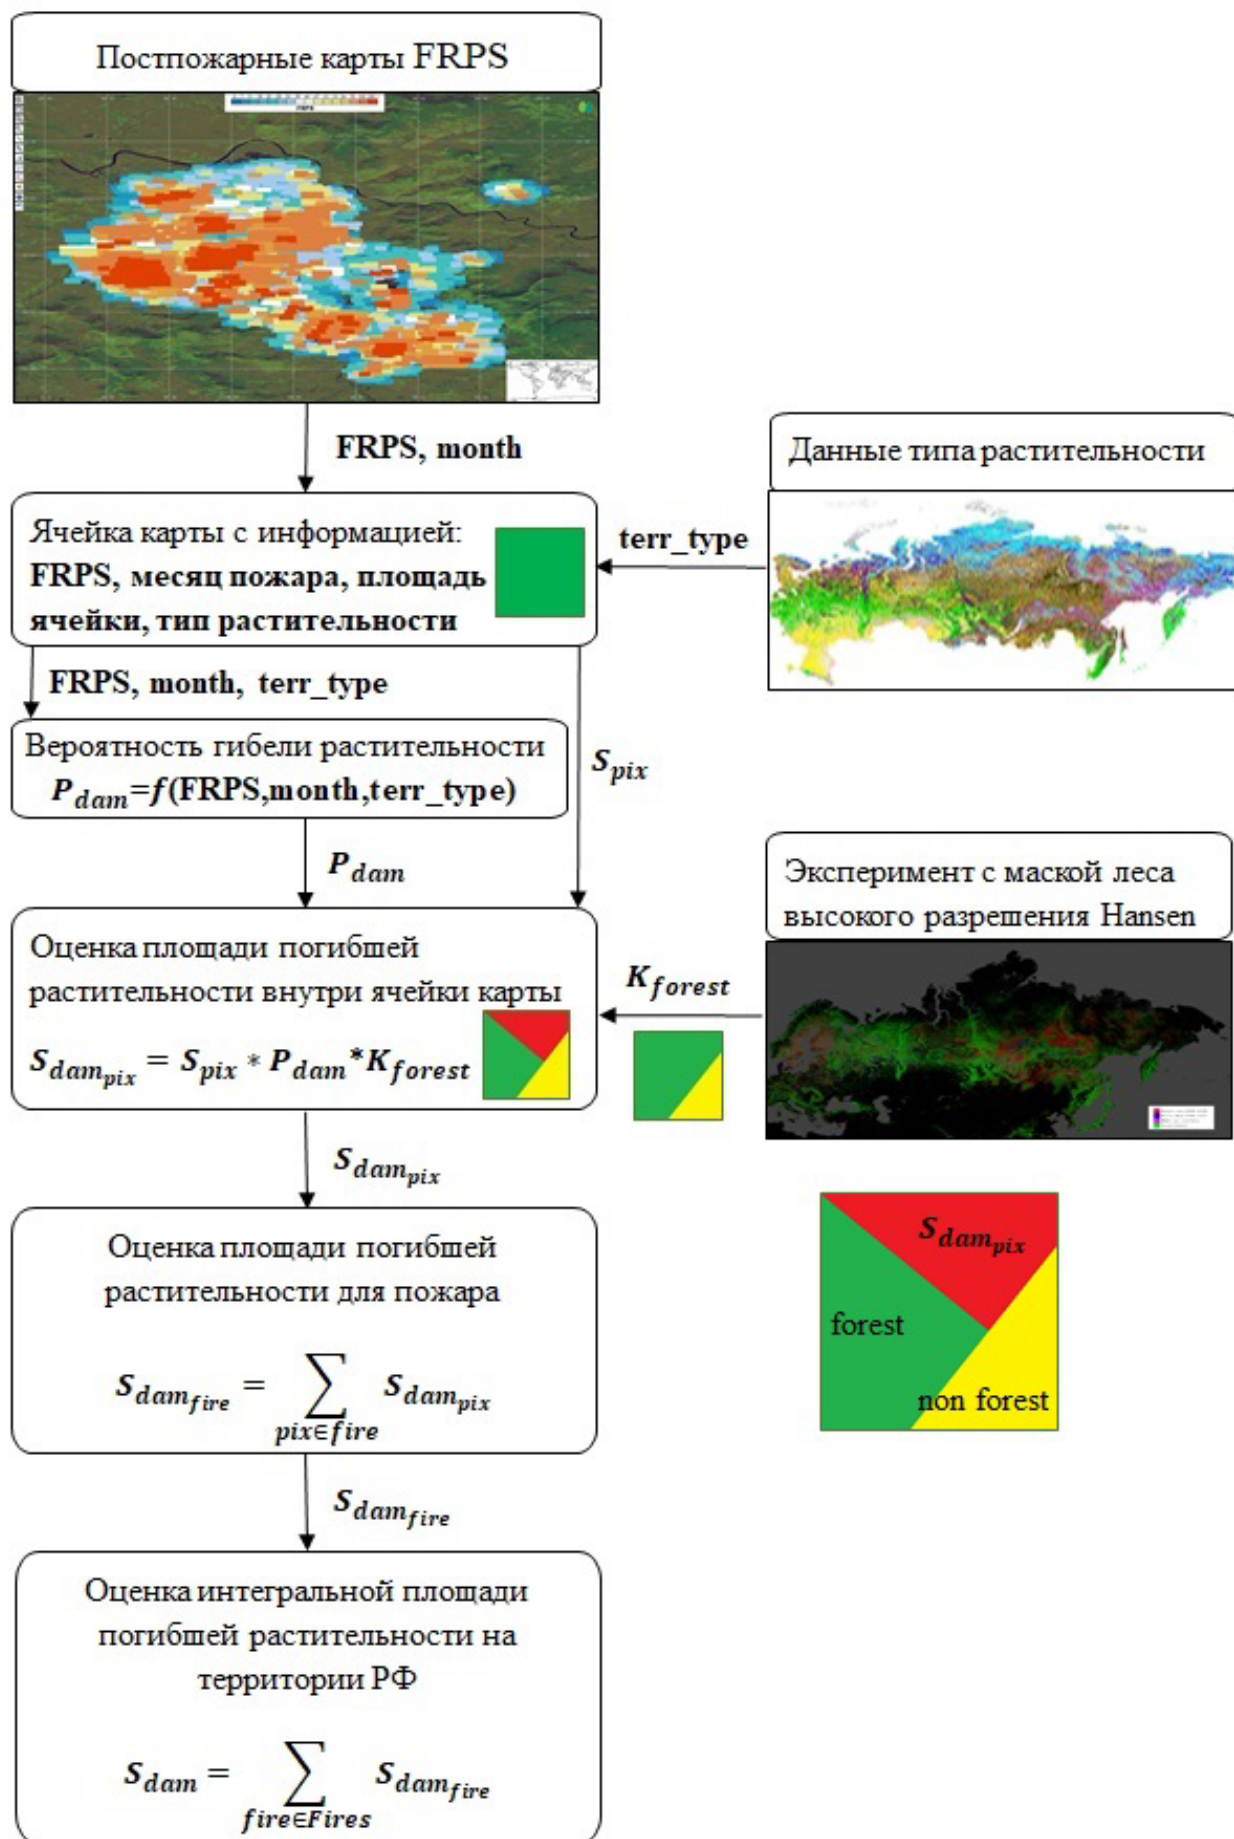 Постпожарные карты FRPS
FRPS
FRPS, month
Данные типа растительности
Ячейка карты с информацией:
FRPS, месяц пожара, площадь
ячейки, тип растительности
terr_type
FRPS, month, terr_type
Вероятность гибели растительности
P_dam=f(FRPS,month,terr_type)
S_pix
P_dam
Эксперимент с маской леса
высокого разрешения Hansen
Оценка площади погибшей
растительности внутри ячейки карты
S_dam_pix = S_pix * P_dam*K_forest
K_forest
S_dam_pix
S_dam_pix
forest
non forest
Оценка площади погибшей
растительности для пожара
S_dam_fire = ∑ S_dam_pix
pix∈fire
S_dam_fire
Оценка интегральной площади
погибшей растительности на
территории РФ
S_dam = ∑ S_dam_fire
fire∈Fires